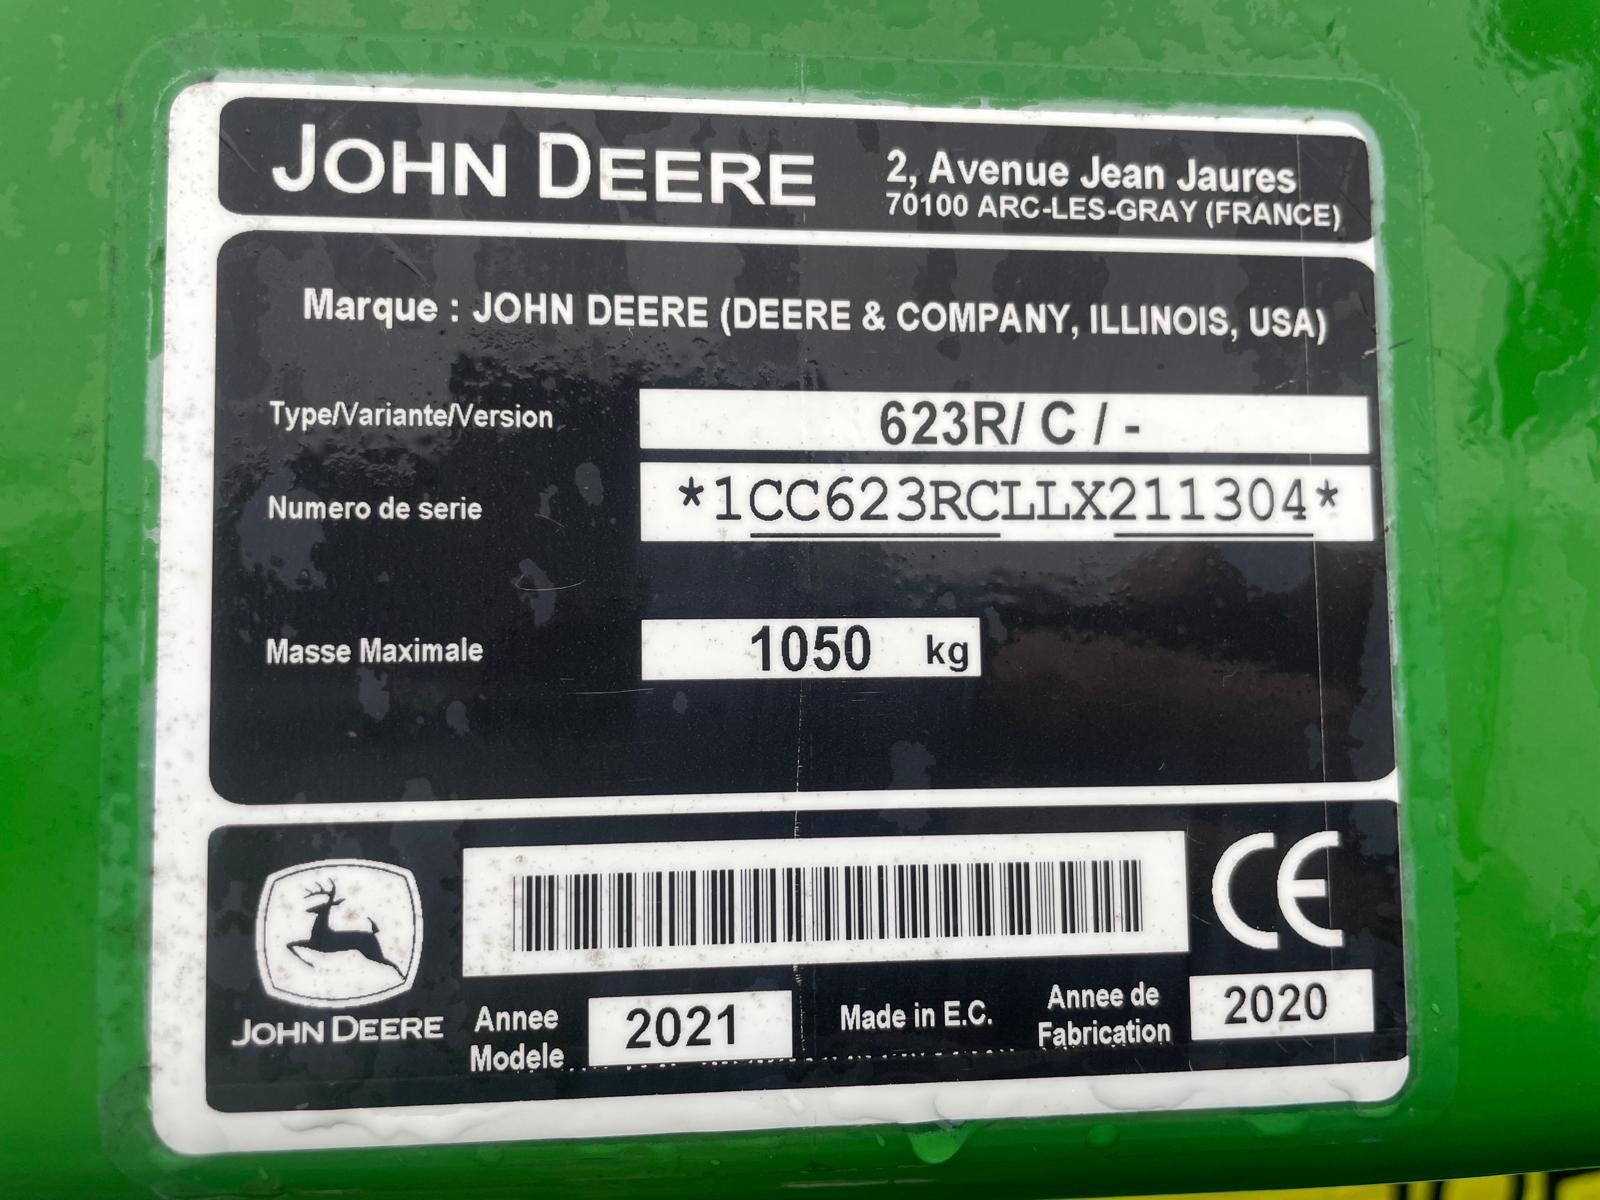 JOHN DEERE
2, Avenue Jean Jaures
70100 ARC-LES-GRAY (FRANCE)
Marque : JOHN DEERE (DEERE & COMPANY, ILLINOIS, USA)
Type/Variante/Version 623R/ C / -
Numero de serie *1CC623RCLLX211304*
Masse Maximale 1050 kg
CE
JOHN DEERE
Annee Modele 2021
Made in E.C.
Annee de Fabrication 2020